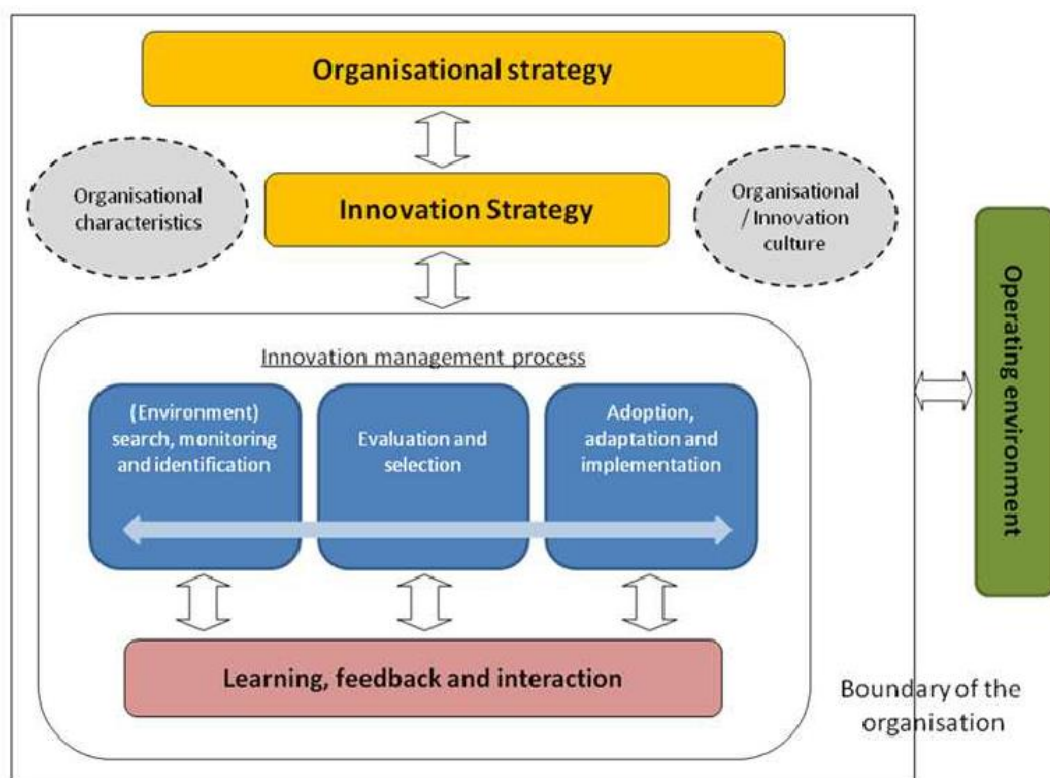 Organisational strategy
Organisational
characteristics
Innovation Strategy
Organisational
/ Innovation
culture
Operating environment
Innovation management process
(Environment)
search, monitoring
and identification
Evaluation and
selection
Adoption,
adaptation and
implementation
Learning, feedback and interaction
Boundary of the
organisation